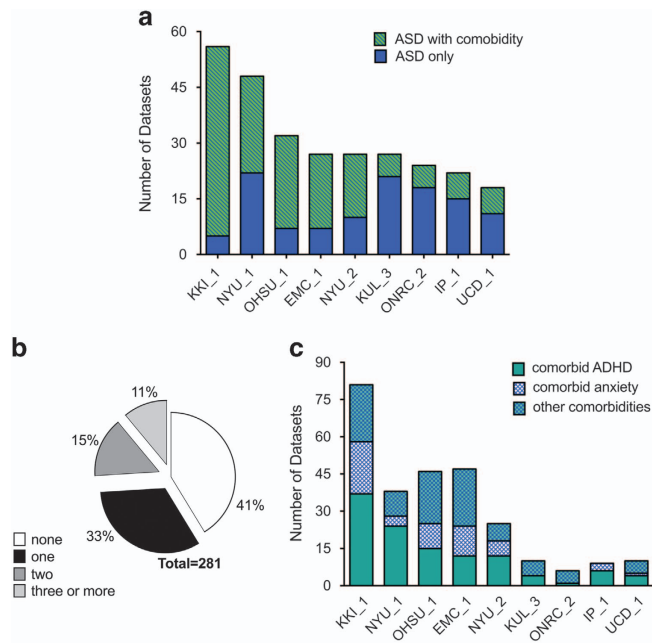 a
60
45
30
15
0
Number of Datasets
ASD with comobidity
ASD only
KKI_1
NYU_1
OHSU_1
EMC_1
NYU_2
KUL_3
ONRC_2
IP_1
UCD_1
b
11%
15%
41%
33%
none
one
two
three or more
Total=281
c
90
75
60
45
30
15
0
Number of Datasets
comorbid ADHD
comorbid anxiety
other comorbidities
KKI_1
NYU_1
OHSU_1
EMC_1
NYU_2
KUL_3
ONRC_2
IP_1
UCD_1